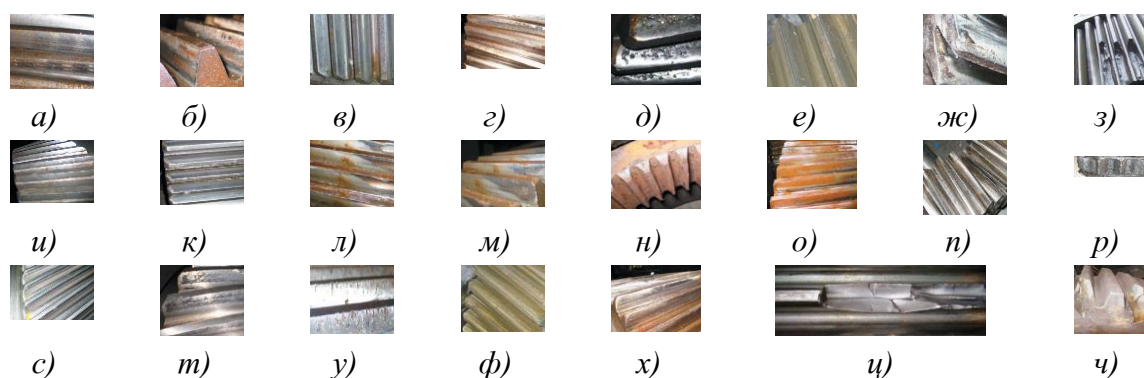 а) б) в) г) д) е) ж) з)
и) к) л) м) н) о) п) р)
с) т) у) ф) х) ц) ч)